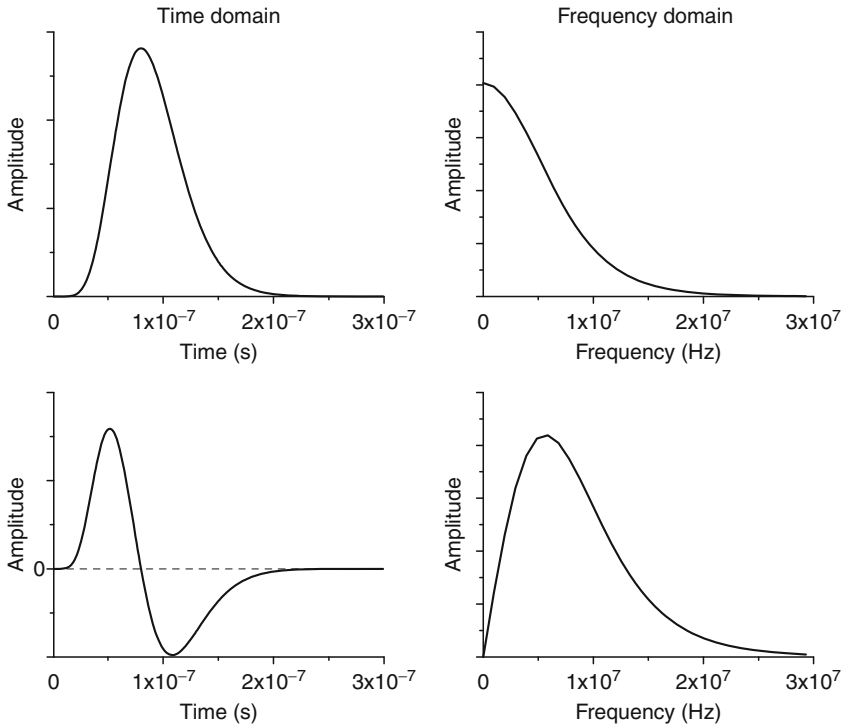 Time domain
Frequency domain
Amplitude
0
1x10⁻⁷
2x10⁻⁷
3x10⁻⁷
Time (s)
Amplitude
0
1x10⁷
2x10⁷
3x10⁷
Frequency (Hz)
Amplitude
0
0
1x10⁻⁷
2x10⁻⁷
3x10⁻⁷
Time (s)
Amplitude
0
1x10⁷
2x10⁷
3x10⁷
Frequency (Hz)